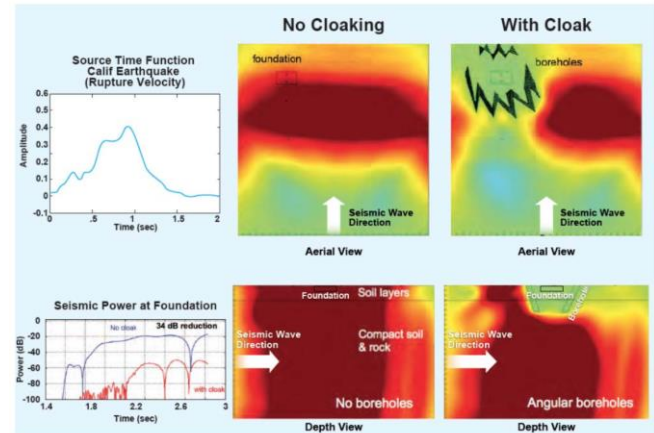 No Cloaking
With Cloak
Source Time Function
Calif Earthquake
(Rupture Velocity)
Amplitude
0.6
0.5
0.4
0.3
0.2
0.1
0
-0.1
0
.5
1
1.5
2
Time (sec)
foundation
Seismic Wave
Direction
Aerial View
boreholes
Seismic Wave
Direction
Aerial View
Seismic Power at Foundation
Power (dB)
0
-20
-40
-60
-80
-100
No cloak
34 dB reduction
with cloak
1.4
1.8
2.2
2.6
3
Time (sec)
Foundation
Soil layers
Seismic Wave
Direction
Compact soil
& rock
No boreholes
Depth View
Foundation
Borehole
Seismic Wave
Direction
Angular boreholes
Depth View